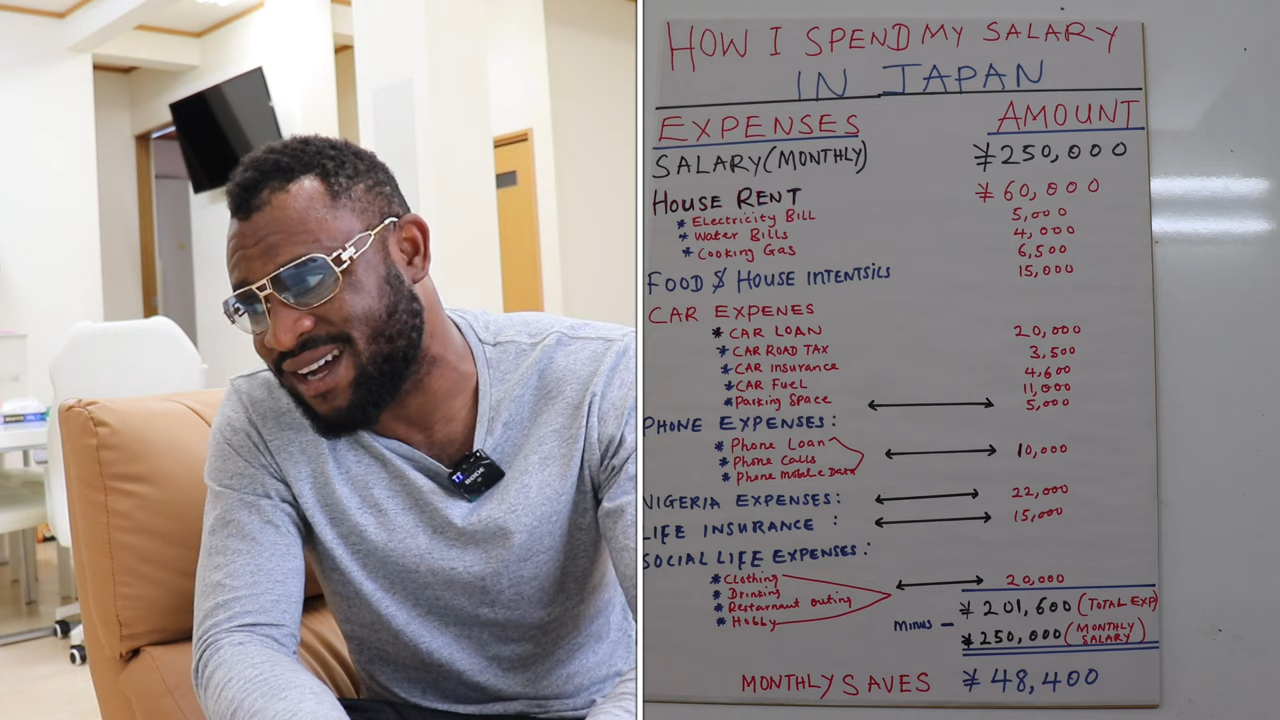 HOW I SPEND MY SALARY
IN JAPAN
EXPENSES AMOUNT
SALARY(MONTHLY) ¥250,000
HOUSE RENT ¥60,000
* Electricity Bill 5,000
* Water Bills 4,000
* Cooking Gas 6,500
FOOD $ HOUSE INTENTSILS 15,000
CAR EXPENES
* CAR LOAN 20,000
* CAR ROAD TAX 3,500
* CAR Insurance 4,600
* CAR FUEL 11,000
* Parking Space 5,000
PHONE EXPENSES:
* Phone Loan
* Phone Calls 10,000
* Phone Mobile Data
NIGERIA EXPENSES: 22,000
LIFE INSURANCE : 15,000
SOCIAL LIFE EXPENSES:
* Clothing 20,000
* Drinking
* Restarnant outing ¥201,600 (TOTAL EXP)
* Hobby
Minus - ¥250,000 (MONTHLY SALARY)
MONTHLY SAVES ¥48,400